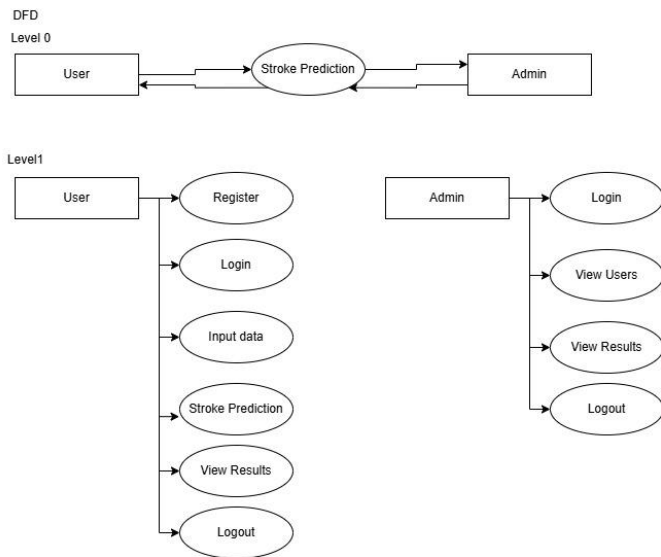 DFD
Level 0
User
Stroke Prediction
Admin
Level1
User
Register
Login
Input data
Stroke Prediction
View Results
Logout
Admin
Login
View Users
View Results
Logout